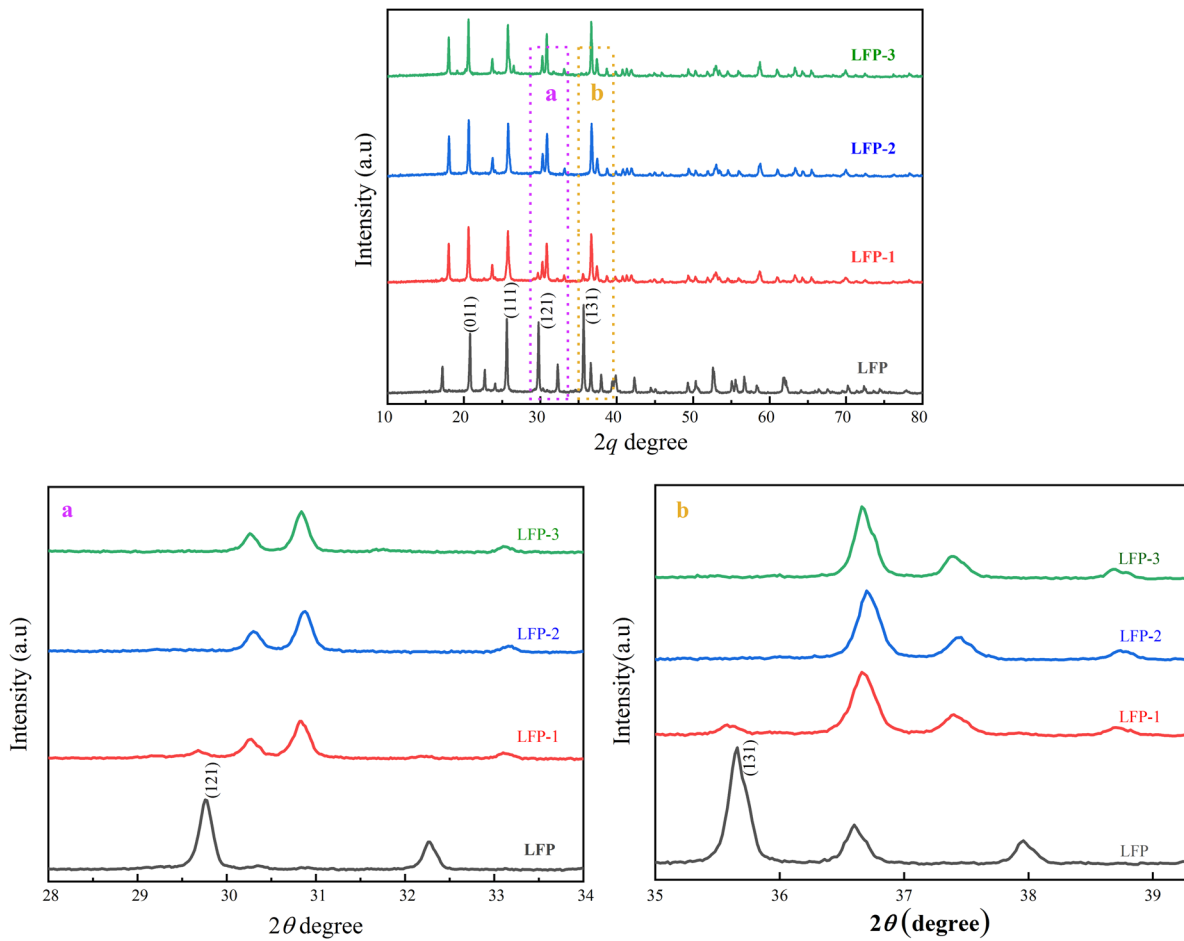 LFP-3
a
b
LFP-2
LFP-1
(011)
(111)
(121)
(131)
LFP
Intensity (a.u)
10 20 30 40 50 60 70 80
2q degree
a
LFP-3
LFP-2
LFP-1
(121)
LFP
Intensity (a.u)
28 29 30 31 32 33 34
2θ degree
b
LFP-3
LFP-2
LFP-1
(131)
LFP
Intensity(a.u)
35 36 37 38 39
2θ (degree)